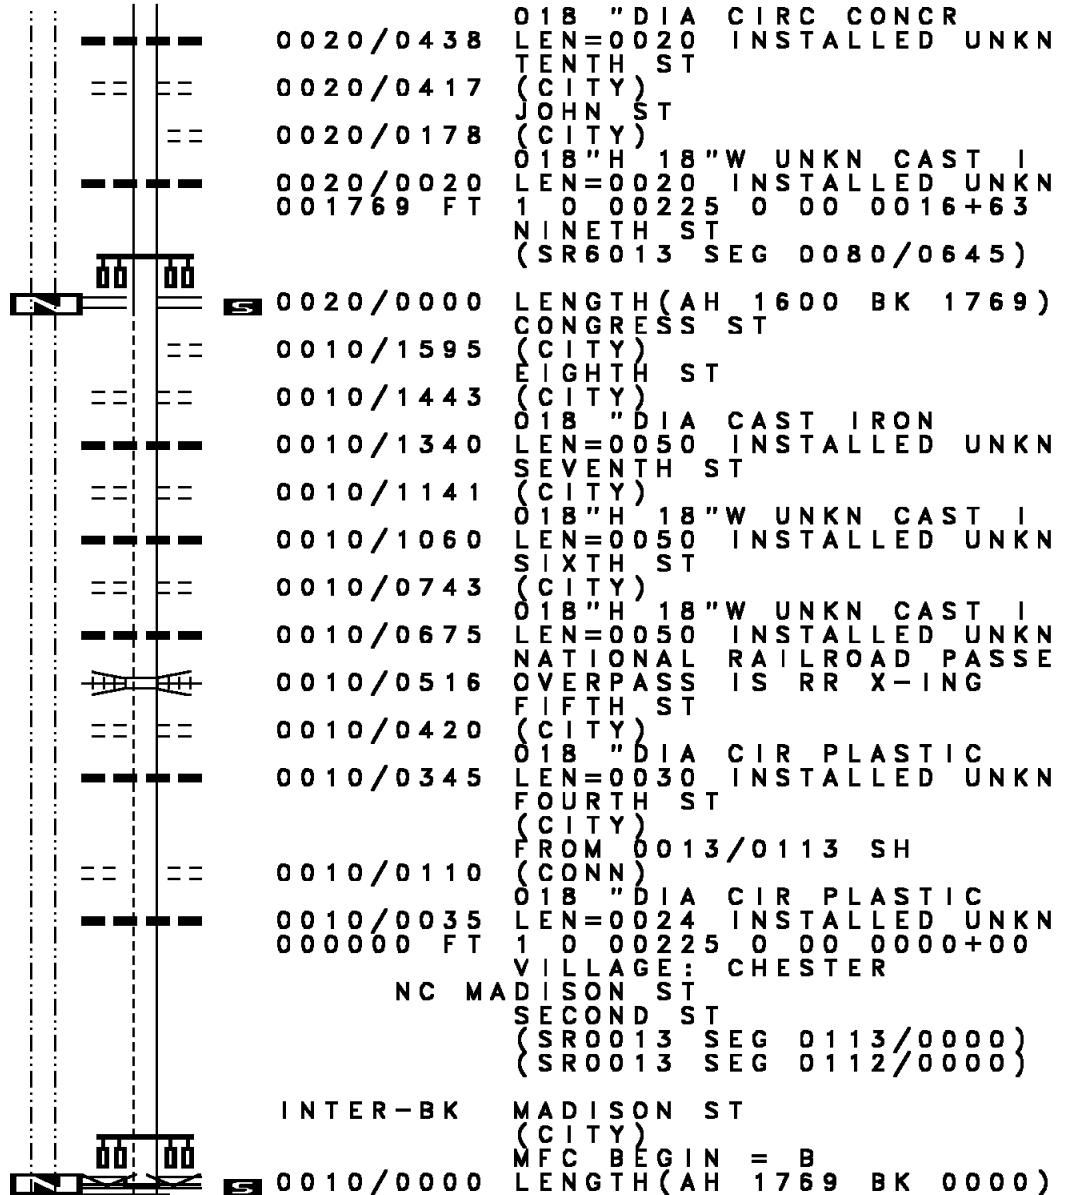 018 "DIA CIRC CONCR
0020/0438 LEN=0020 INSTALLED UNKN
TENTH ST
0020/0417 (CITY)
JOHN ST
0020/0178 (CITY)
018"H 18"W UNKN CAST I
0020/0020 LEN=0020 INSTALLED UNKN
001769 FT 1 0 00225 0 00 0016+63
NINETH ST
(SR6013 SEG 0080/0645)
N S 0020/0000 LENGTH(AH 1600 BK 1769)
CONGRESS ST
0010/1595 (CITY)
EIGHTH ST
0010/1443 (CITY)
018 "DIA CAST IRON
0010/1340 LEN=0050 INSTALLED UNKN
SEVENTH ST
0010/1141 (CITY)
018"H 18"W UNKN CAST I
0010/1060 LEN=0050 INSTALLED UNKN
SIXTH ST
0010/0743 (CITY)
018"H 18"W UNKN CAST I
0010/0675 LEN=0050 INSTALLED UNKN
NATIONAL RAILROAD PASSE
0010/0516 OVERPASS IS RR X-ING
FIFTH ST
0010/0420 (CITY)
018 "DIA CIR PLASTIC
0010/0345 LEN=0030 INSTALLED UNKN
FOURTH ST
(CITY)
FROM 0013/0113 SH
0010/0110 (CONN)
018 "DIA CIR PLASTIC
0010/0035 LEN=0024 INSTALLED UNKN
000000 FT 1 0 00225 0 00 0000+00
VILLAGE: CHESTER
NC MADISON ST
SECOND ST
(SR0013 SEG 0113/0000)
(SR0013 SEG 0112/0000)
INTER-BK MADISON ST
(CITY)
MFC BEGIN = B
N S 0010/0000 LENGTH(AH 1769 BK 0000)